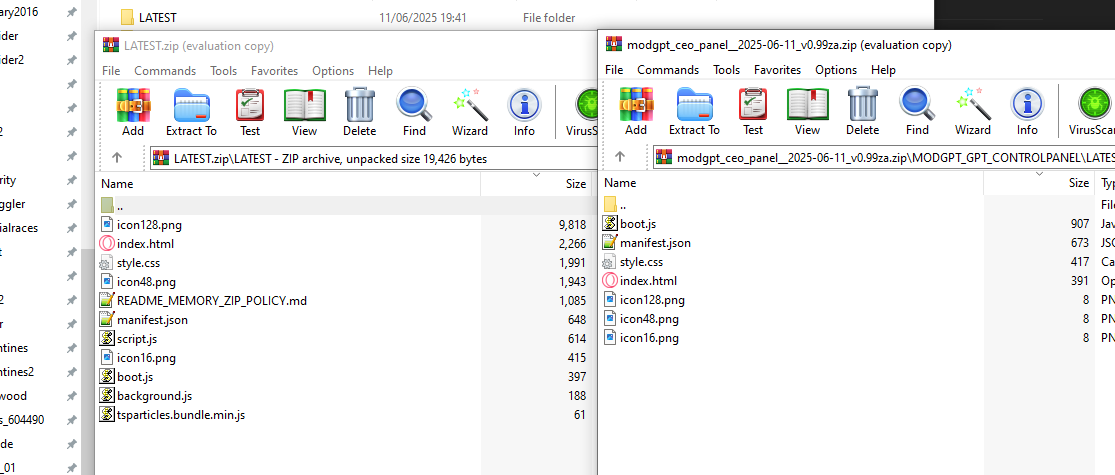 ary2016
ider
ider2
2
rity
ggler
ialraces
t
2
r
ntines
ntines2
wood
s_604490
de
_01
LATEST 11/06/2025 19:41 File folder
LATEST.zip (evaluation copy)
File Commands Tools Favorites Options Help
Add Extract To Test View Delete Find Wizard Info VirusSca
LATEST.zip\LATEST - ZIP archive, unpacked size 19,426 bytes
Name Size
..
icon128.png 9,818
index.html 2,266
style.css 1,991
icon48.png 1,943
README_MEMORY_ZIP_POLICY.md 1,085
manifest.json 648
script.js 614
icon16.png 415
boot.js 397
background.js 188
tsparticles.bundle.min.js 61
modgpt_ceo_panel__2025-06-11_v0.99za.zip (evaluation copy)
File Commands Tools Favorites Options Help
Add Extract To Test View Delete Find Wizard Info VirusScan
modgpt_ceo_panel__2025-06-11_v0.99za.zip\MODGPT_GPT_CONTROLPANEL\LATES
Name Size Typ
.. File
boot.js 907 Java
manifest.json 673 JSO
style.css 417 Ca
index.html 391 Op
icon128.png 8 PN
icon48.png 8 PN
icon16.png 8 PN